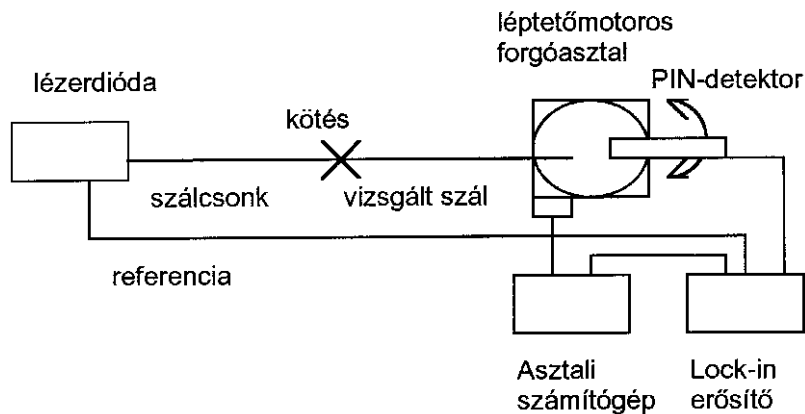 léptetőmotoros
forgóasztal
PIN-detektor
lézerdióda
kötés
szálcsonk
vizsgált szál
referencia
Asztali
számítógép
Lock-in
erősítő